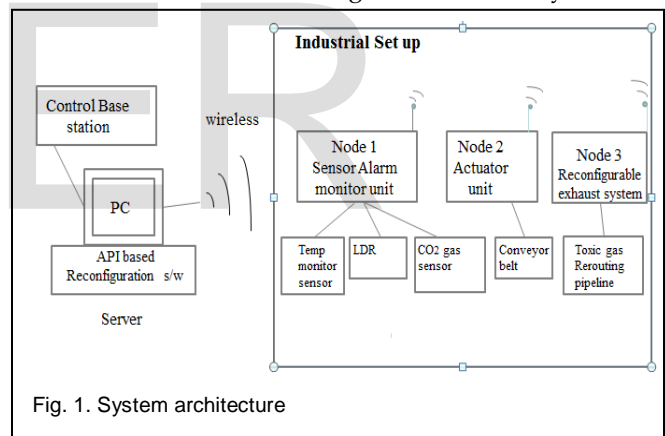 Industrial Set up
Control Base
station
wireless
PC
API based
Reconfiguration s/w
Server
Node 1
Sensor Alarm
monitor unit
Node 2
Actuator
unit
Node 3
Reconfigurable
exhaust system
Temp
monitor
sensor
LDR
CO2 gas
sensor
Conveyor
belt
Toxic gas
Rerouting
pipeline
Fig. 1. System architecture
ER